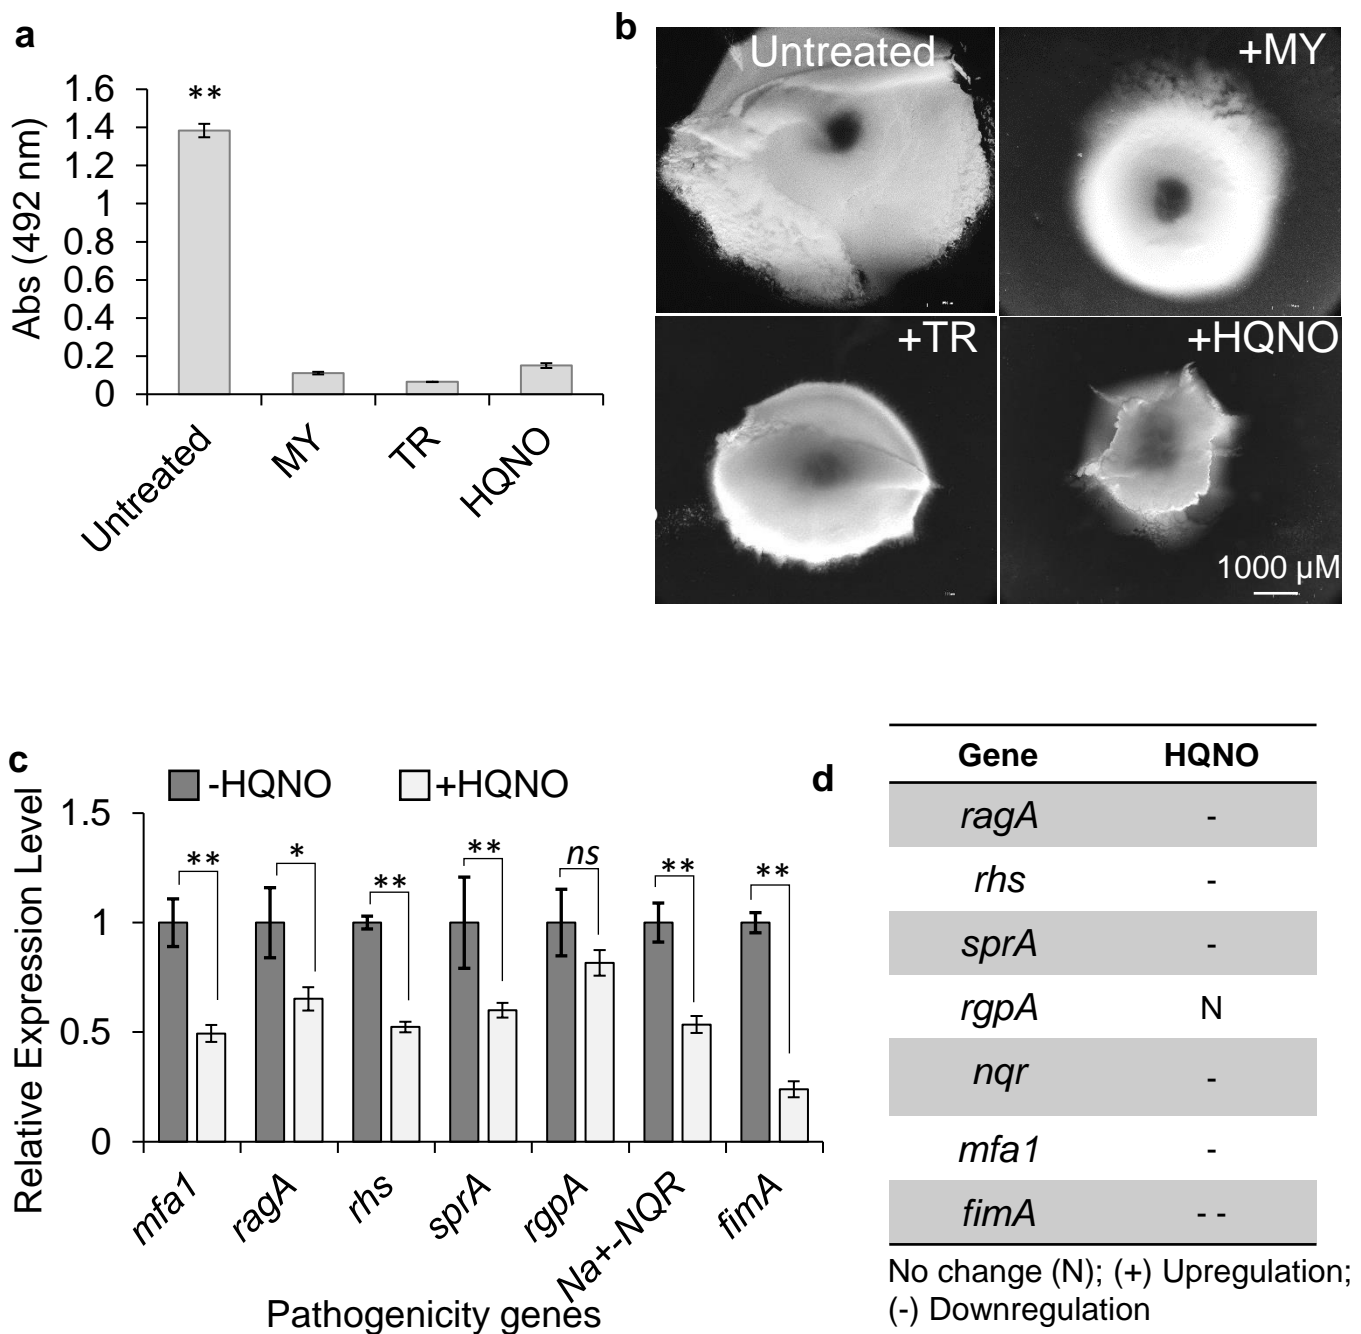 a
**
1.6
1.4
1.2
1
0.8
0.6
0.4
0.2
0
Abs (492 nm)
Untreated
MY
TR
HQNO
b
Untreated
+MY
+TR
+HQNO
1000 µM
c
-HQNO
+HQNO
1.5
1
0.5
0
Relative Expression Level
**
*
**
**
ns
**
**
mfa1
ragA
rhs
sprA
rgpA
Na+-NQR
fimA
Pathogenicity genes
d
Gene HQNO
ragA -
rhs -
sprA -
rgpA N
nqr -
mfa1 -
fimA - -
No change (N); (+) Upregulation;
(-) Downregulation